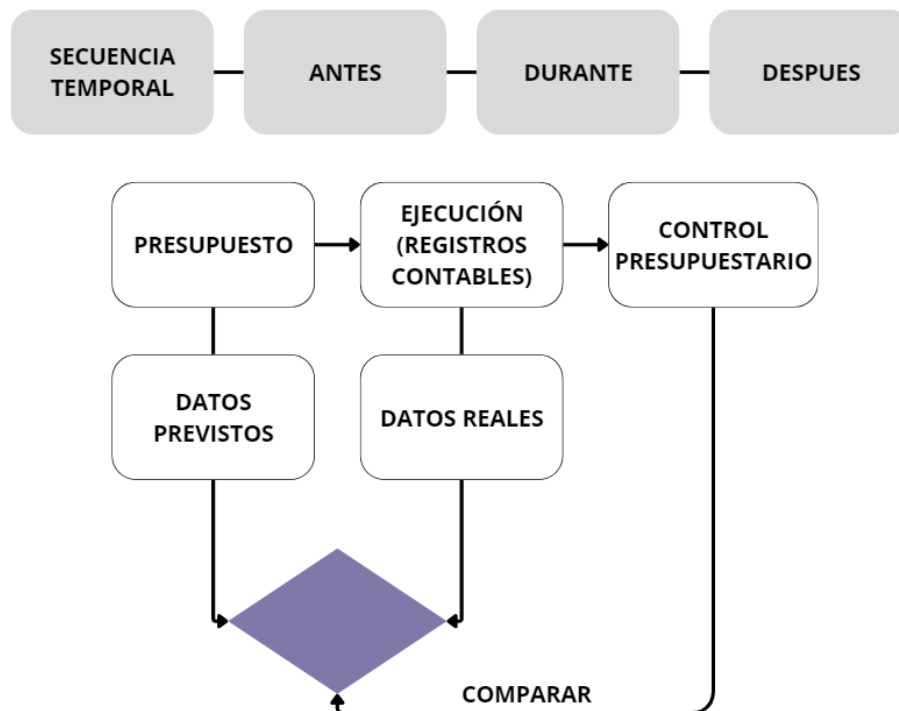 SECUENCIA
TEMPORAL
ANTES
DURANTE
DESPUES
PRESUPUESTO
EJECUCIÓN
(REGISTROS
CONTABLES)
CONTROL
PRESUPUESTARIO
DATOS
PREVISTOS
DATOS REALES
COMPARAR